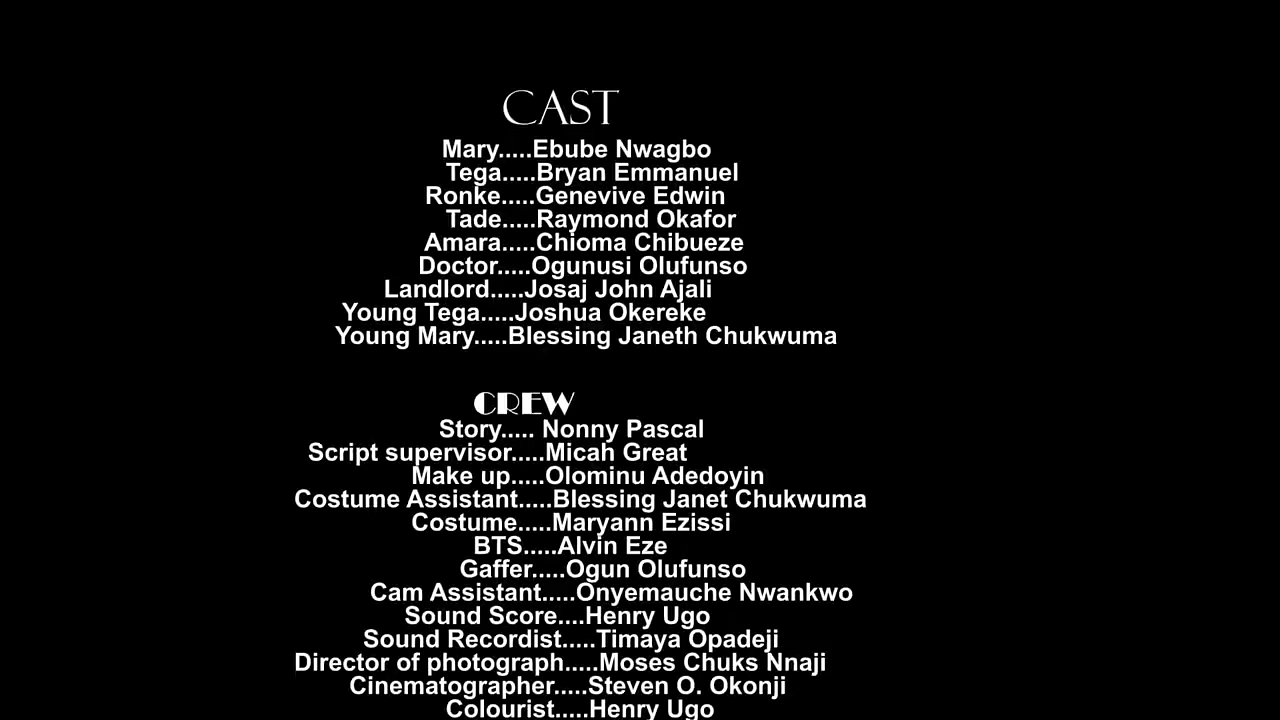 CAST
Mary.....Ebube Nwagbo
Tega.....Bryan Emmanuel
Ronke.....Genevive Edwin
Tade.....Raymond Okafor
Amara.....Chioma Chibueze
Doctor.....Ogunusi Olufunso
Landlord.....Josaj John Ajali
Young Tega.....Joshua Okereke
Young Mary.....Blessing Janeth Chukwuma
CREW
Story..... Nonny Pascal
Script supervisor.....Micah Great
Make up.....Olominu Adedoyin
Costume Assistant.....Blessing Janet Chukwuma
Costume.....Maryann Ezissi
BTS.....Alvin Eze
Gaffer.....Ogun Olufunso
Cam Assistant.....Onyemauche Nwankwo
Sound Score....Henry Ugo
Sound Recordist.....Timaya Opadeji
Director of photograph.....Moses Chuks Nnaji
Cinematographer.....Steven O. Okonji
Colourist.....Henry Ugo